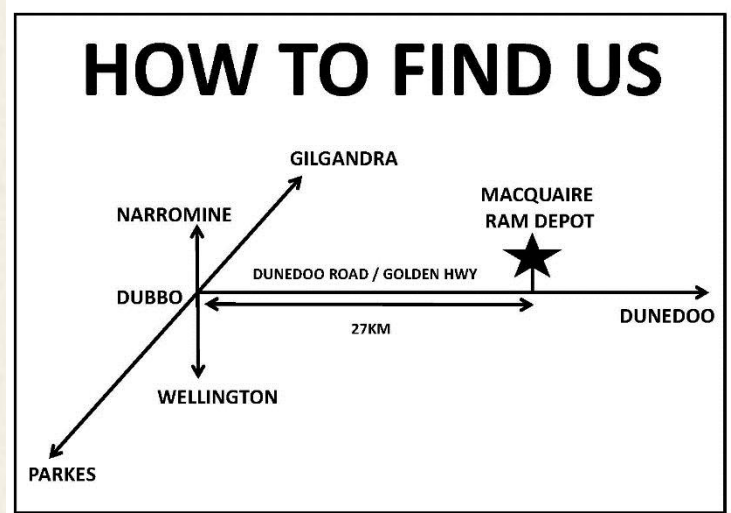 HOW TO FIND US
GILGANDRA
NARROMINE
MACQUAIRE
RAM DEPOT
DUNEDOO ROAD / GOLDEN HWY
DUBBO
27KM
DUNEDOO
WELLINGTON
PARKES